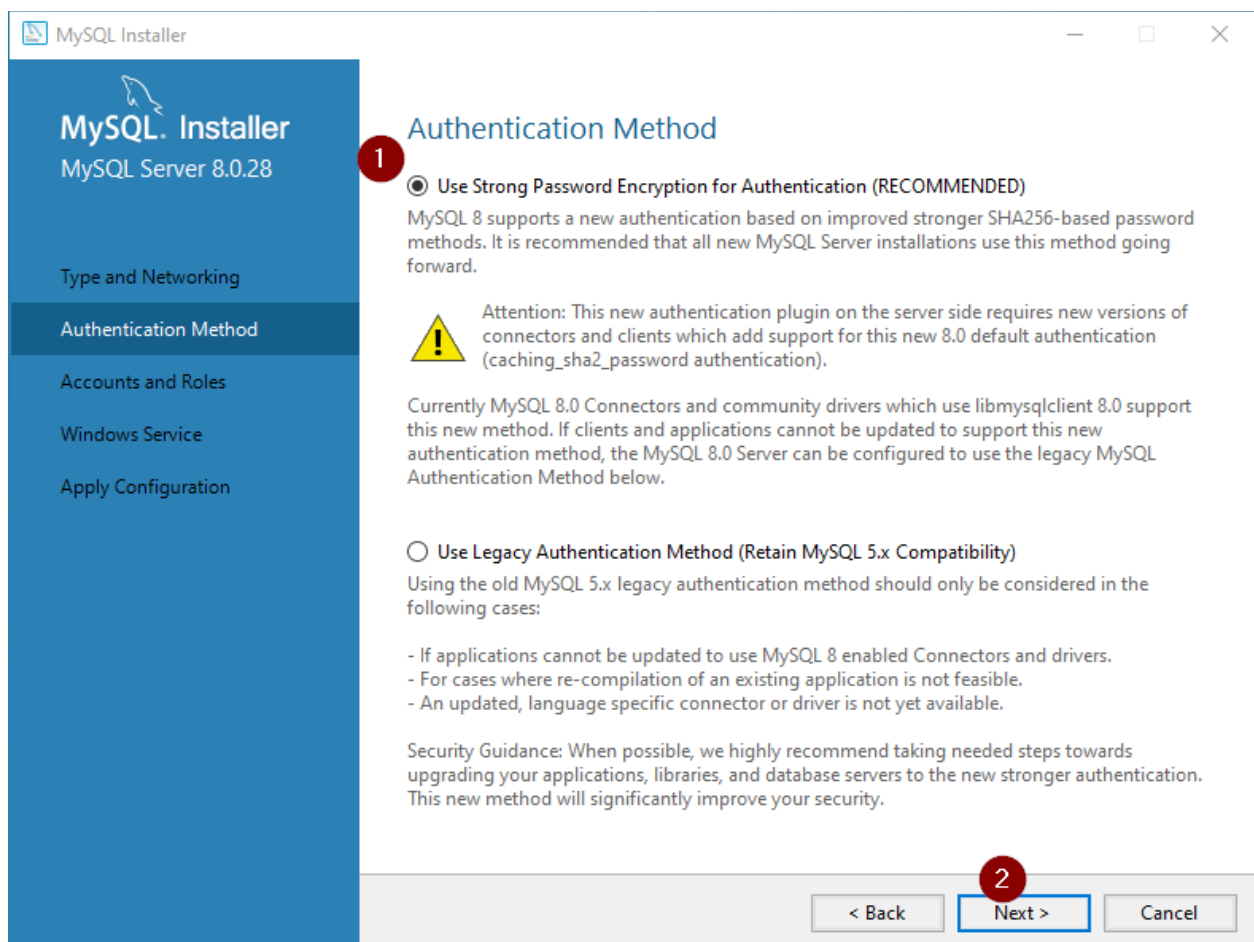 MySQL Installer
MySQL. Installer
MySQL Server 8.0.28
Type and Networking
Authentication Method
Accounts and Roles
Windows Service
Apply Configuration
Authentication Method
1
Use Strong Password Encryption for Authentication (RECOMMENDED)
MySQL 8 supports a new authentication based on improved stronger SHA256-based password
methods. It is recommended that all new MySQL Server installations use this method going
forward.
Attention: This new authentication plugin on the server side requires new versions of
connectors and clients which add support for this new 8.0 default authentication
(caching_sha2_password authentication).
Currently MySQL 8.0 Connectors and community drivers which use libmysqlclient 8.0 support
this new method. If clients and applications cannot be updated to support this new
authentication method, the MySQL 8.0 Server can be configured to use the legacy MySQL
Authentication Method below.
Use Legacy Authentication Method (Retain MySQL 5.x Compatibility)
Using the old MySQL 5.x legacy authentication method should only be considered in the
following cases:
- If applications cannot be updated to use MySQL 8 enabled Connectors and drivers.
- For cases where re-compilation of an existing application is not feasible.
- An updated, language specific connector or driver is not yet available.
Security Guidance: When possible, we highly recommend taking needed steps towards
upgrading your applications, libraries, and database servers to the new stronger authentication.
This new method will significantly improve your security.
2
< Back
Next >
Cancel